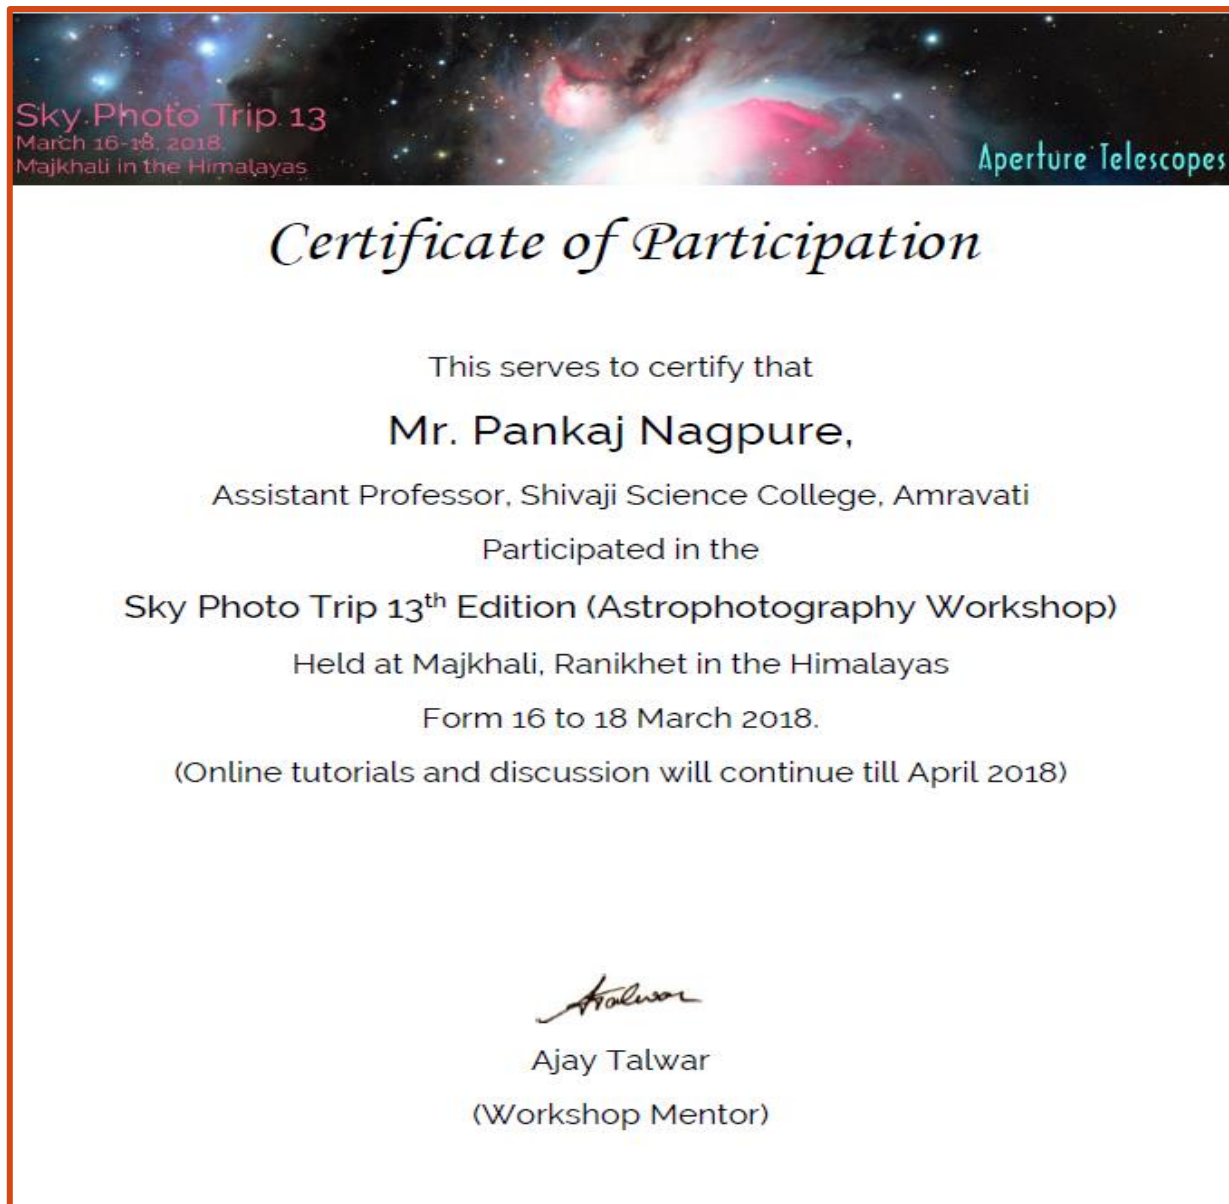 Sky Photo Trip 13
March 16-18, 2018,
Majkhali in the Himalayas
Aperture Telescopes
Certificate of Participation
This serves to certify that
Mr. Pankaj Nagpure,
Assistant Professor, Shivaji Science College, Amravati
Participated in the
Sky Photo Trip 13th Edition (Astrophotography Workshop)
Held at Majkhali, Ranikhet in the Himalayas
Form 16 to 18 March 2018.
(Online tutorials and discussion will continue till April 2018)
ATalwar
Ajay Talwar
(Workshop Mentor)